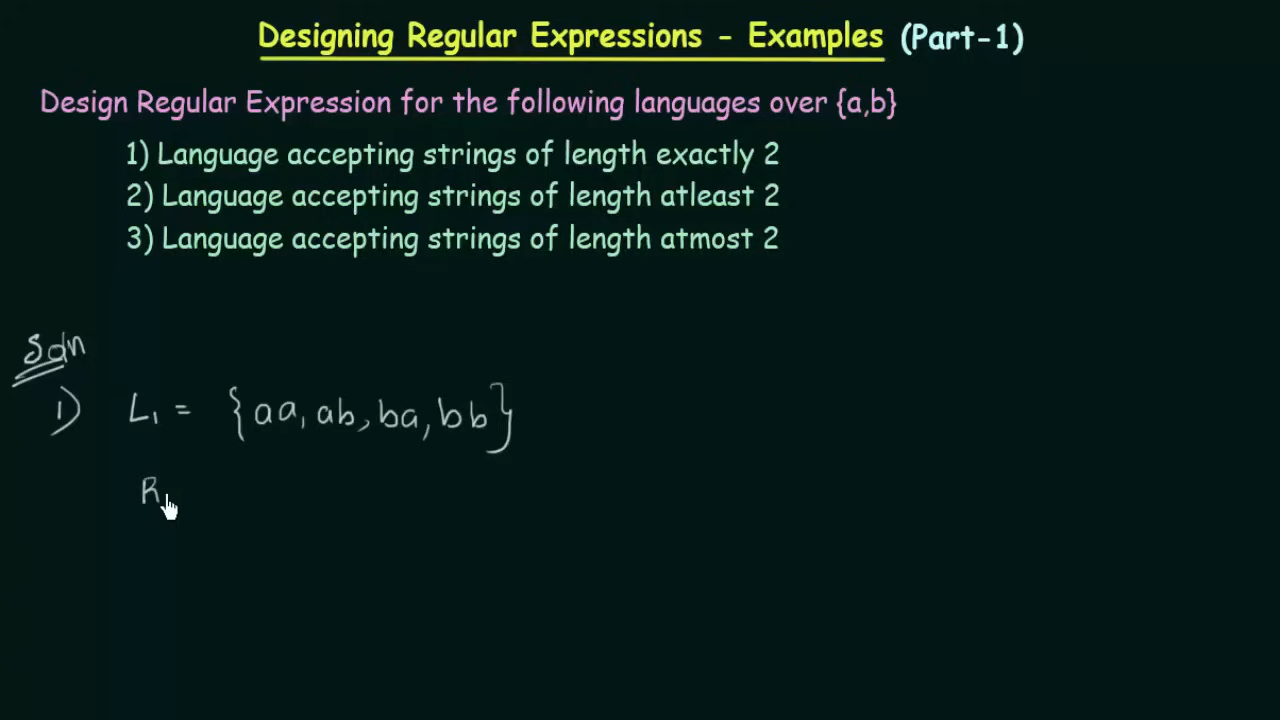 Designing Regular Expressions - Examples (Part-1)
Design Regular Expression for the following languages over {a,b}
1) Language accepting strings of length exactly 2
2) Language accepting strings of length atleast 2
3) Language accepting strings of length atmost 2
Soln
1) L₁ = {aa, ab, ba, bb}
R